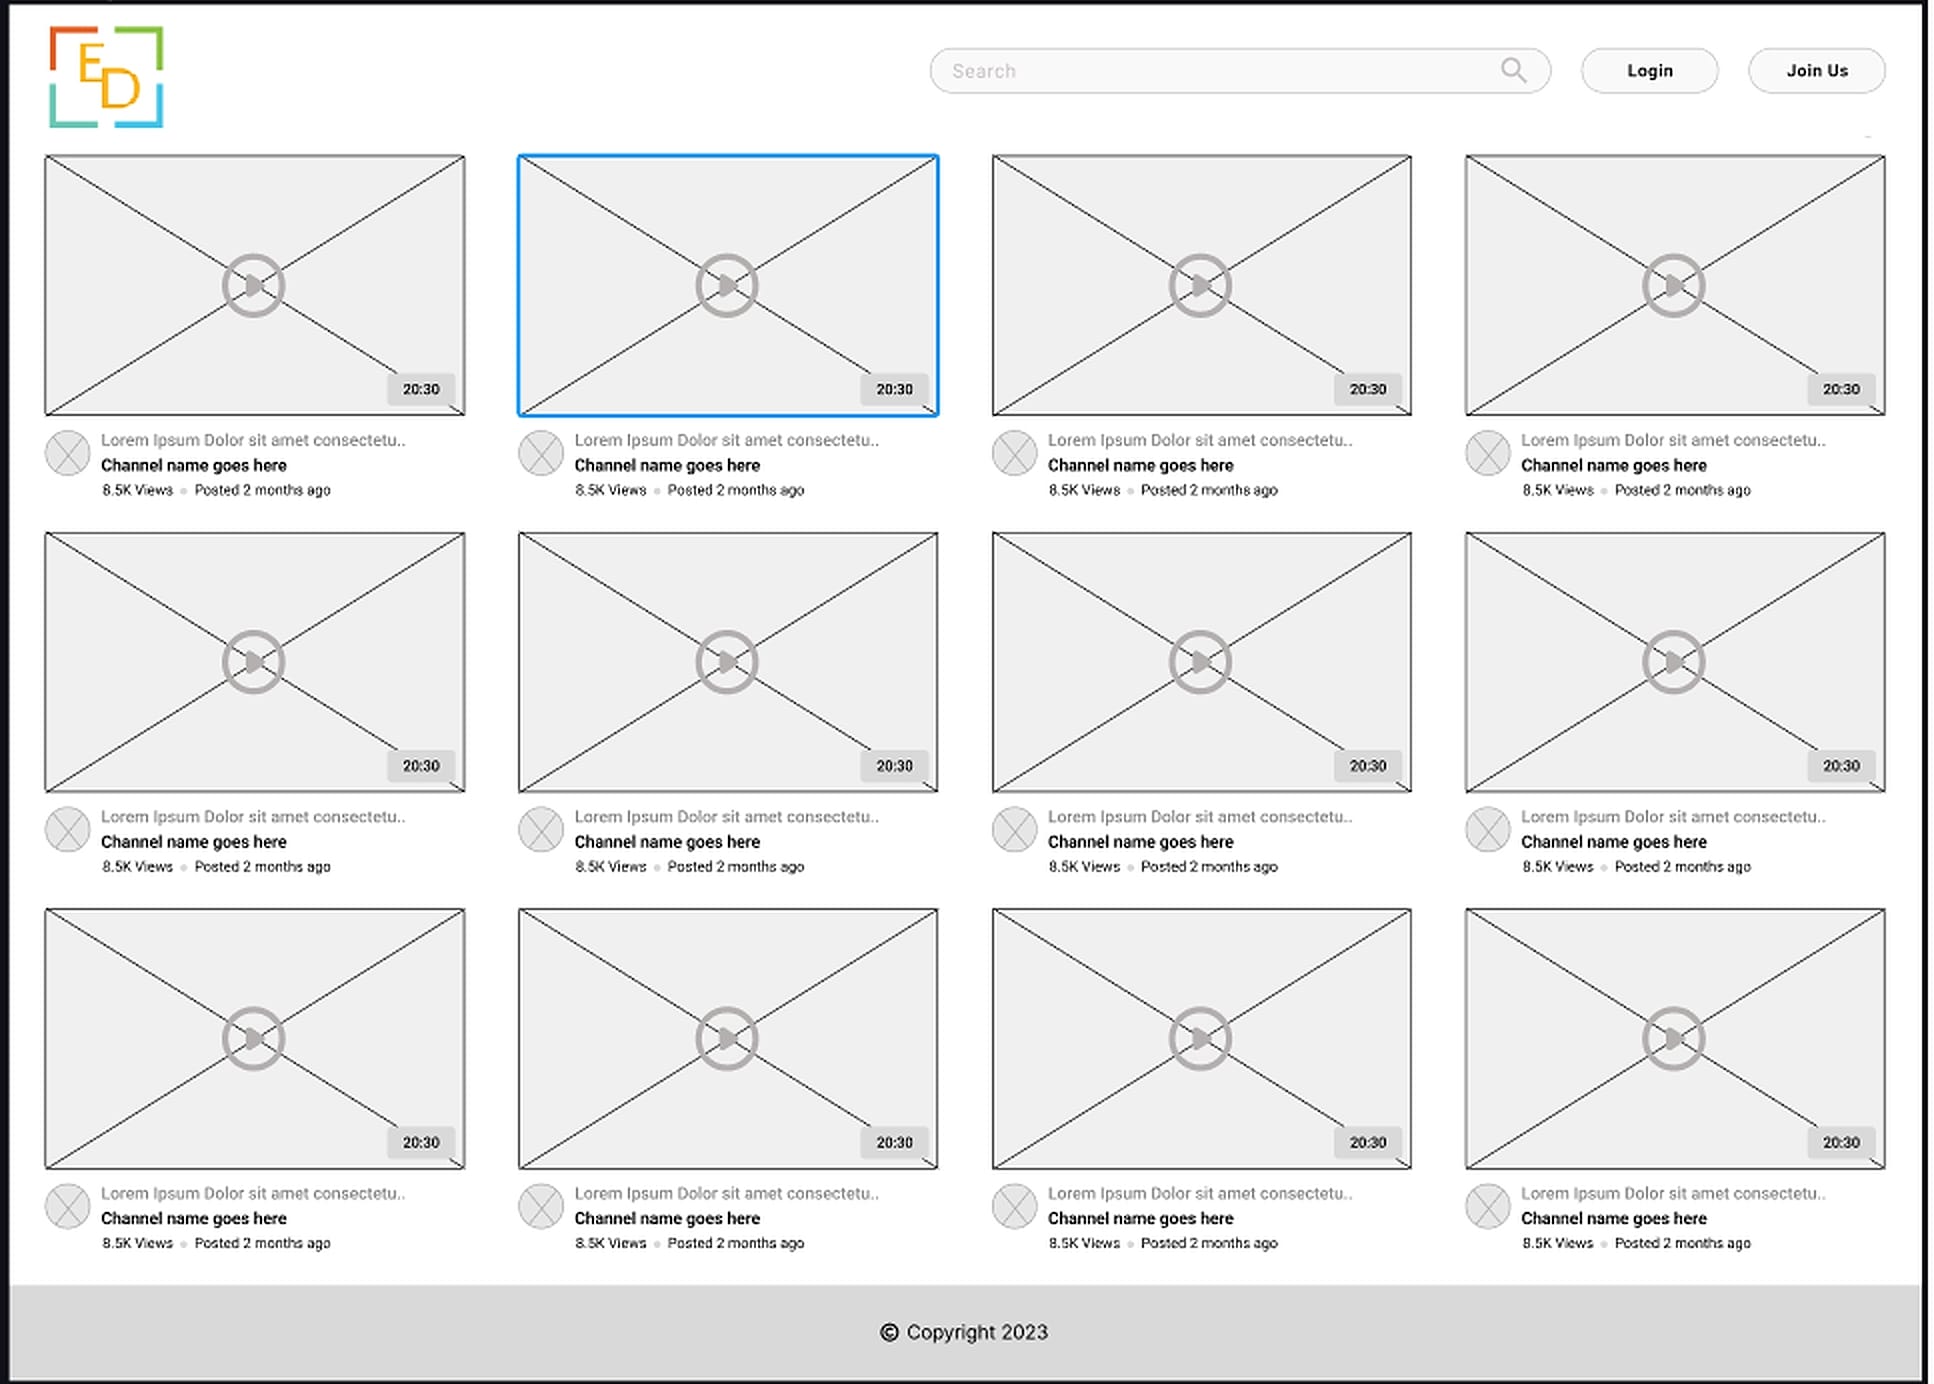 ED
Search
Login
Join Us
20:30
20:30
20:30
20:30
Lorem Ipsum Dolor sit amet consectetu..
Channel name goes here
8.5K Views Posted 2 months ago
Lorem Ipsum Dolor sit amet consectetu..
Channel name goes here
8.5K Views Posted 2 months ago
Lorem Ipsum Dolor sit amet consectetu..
Channel name goes here
8.5K Views Posted 2 months ago
Lorem Ipsum Dolor sit amet consectetu..
Channel name goes here
8.5K Views Posted 2 months ago
20:30
20:30
20:30
20:30
Lorem Ipsum Dolor sit amet consectetu..
Channel name goes here
8.5K Views Posted 2 months ago
Lorem Ipsum Dolor sit amet consectetu..
Channel name goes here
8.5K Views Posted 2 months ago
Lorem Ipsum Dolor sit amet consectetu..
Channel name goes here
8.5K Views Posted 2 months ago
Lorem Ipsum Dolor sit amet consectetu..
Channel name goes here
8.5K Views Posted 2 months ago
20:30
20:30
20:30
20:30
Lorem Ipsum Dolor sit amet consectetu..
Channel name goes here
8.5K Views Posted 2 months ago
Lorem Ipsum Dolor sit amet consectetu..
Channel name goes here
8.5K Views Posted 2 months ago
Lorem Ipsum Dolor sit amet consectetu..
Channel name goes here
8.5K Views Posted 2 months ago
Lorem Ipsum Dolor sit amet consectetu..
Channel name goes here
8.5K Views Posted 2 months ago
© Copyright 2023